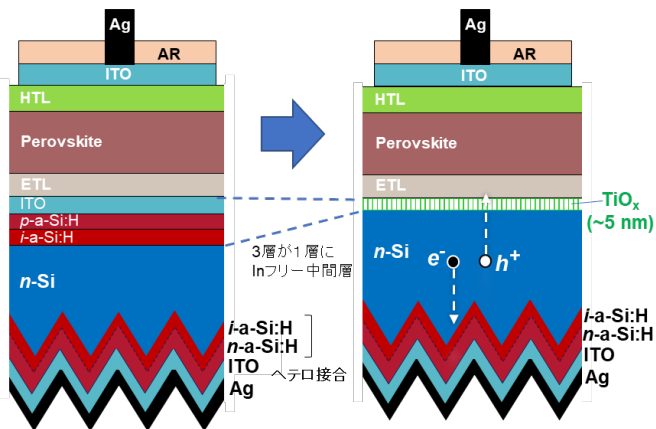 Ag
AR
ITO
HTL
Perovskite
ETL
ITO
p-a-Si:H
i-a-Si:H
n-Si
i-a-Si:H
n-a-Si:H
ITO
Ag
ヘテロ接合
3層が1層に
Inフリー中間層
Ag
AR
ITO
HTL
Perovskite
ETL
TiOx
(~5 nm)
n-Si
e-
h+
i-a-Si:H
n-a-Si:H
ITO
Ag